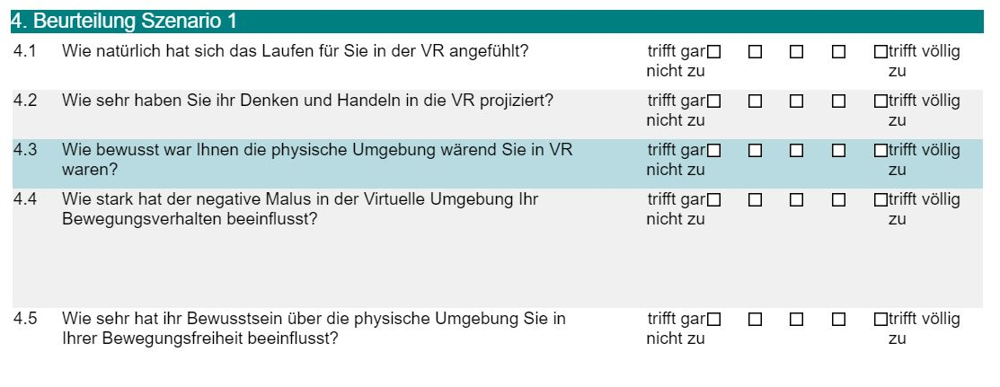 4. Beurteilung Szenario 1
4.1 Wie natürlich hat sich das Laufen für Sie in der VR angefühlt? trifft gar ☐ ☐ ☐ ☐ ☐ trifft völlig
nicht zu zu
4.2 Wie sehr haben Sie ihr Denken und Handeln in die VR projiziert? trifft gar ☐ ☐ ☐ ☐ ☐ trifft völlig
nicht zu zu
4.3 Wie bewusst war Ihnen die physische Umgebung wärend Sie in VR trifft gar ☐ ☐ ☐ ☐ ☐ trifft völlig
waren? nicht zu zu
4.4 Wie stark hat der negative Malus in der Virtuelle Umgebung Ihr trifft gar ☐ ☐ ☐ ☐ ☐ trifft völlig
Bewegungsverhalten beeinflusst? nicht zu zu
4.5 Wie sehr hat ihr Bewusstsein über die physische Umgebung Sie in trifft gar ☐ ☐ ☐ ☐ ☐ trifft völlig
Ihrer Bewegungsfreiheit beeinflusst? nicht zu zu